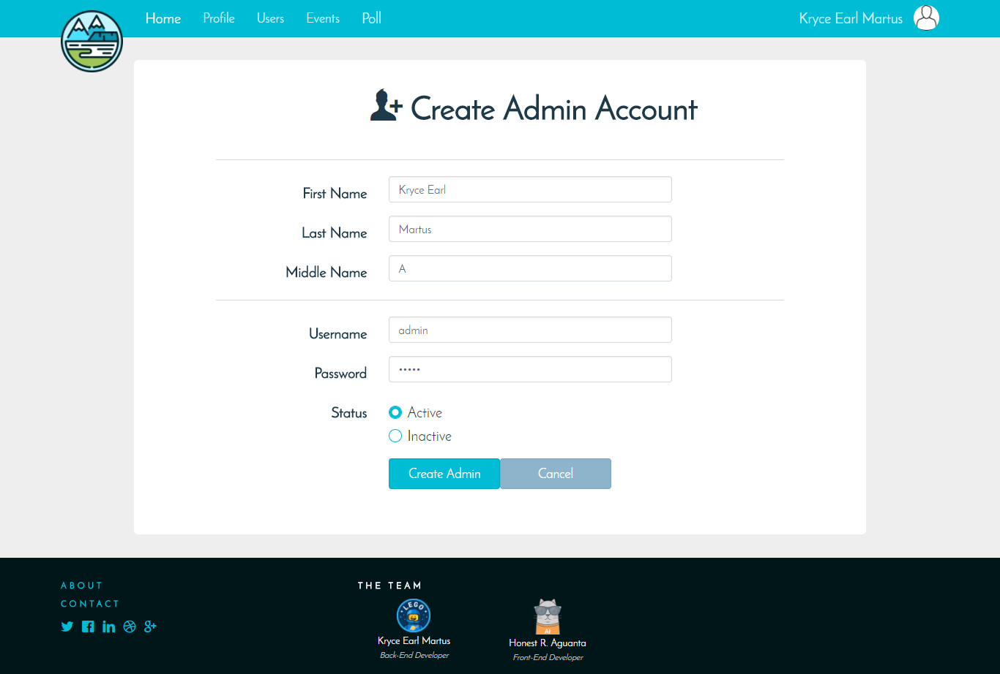 Home Profile Users Events Poll Kryce Earl Martus
Create Admin Account
First Name Kryce Earl
Last Name Martus
Middle Name A
Username admin
Password •••••
Status Active
Inactive
Create Admin Cancel
ABOUT THE TEAM
CONTACT
LEGO
AI
Kryce Earl Martus Honest R. Aguanta
Back-End Developer Front-End Developer